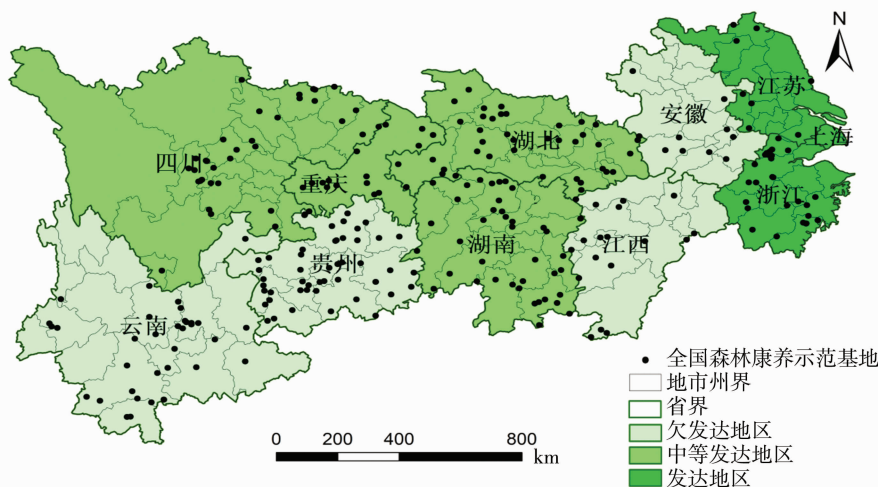 N
江苏
安徽
上海
湖北
四川
重庆
浙江
湖南
江西
贵州
云南
全国森林康养示范基地
地市州界
省界
欠发达地区
中等发达地区
发达地区
0 200 400 800
km